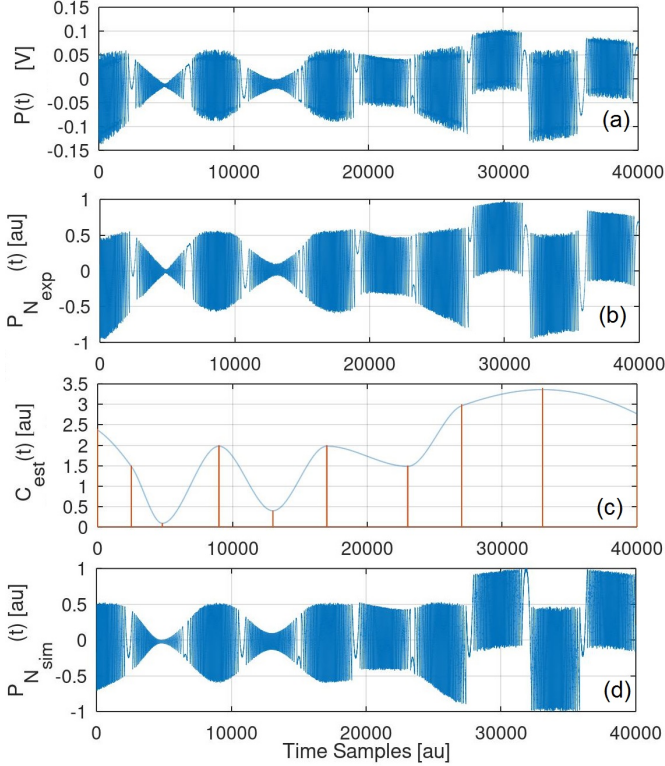 0.15
0.1
0.05
0
-0.05
-0.1
0.15
P(t) [V]
(a)
0 10000 20000 30000 40000
1
0.5
0
-0.5
-1
P_N_exp (t) [au]
(b)
0 10000 20000 30000 40000
3.5
3
2.5
2
1.5
1
0.5
0
C_est(t) [au]
(c)
0 10000 20000 30000 40000
1
0.5
0
-0.5
-1
P_N_sim (t) [au]
(d)
0 10000 20000 30000 40000
Time Samples [au]